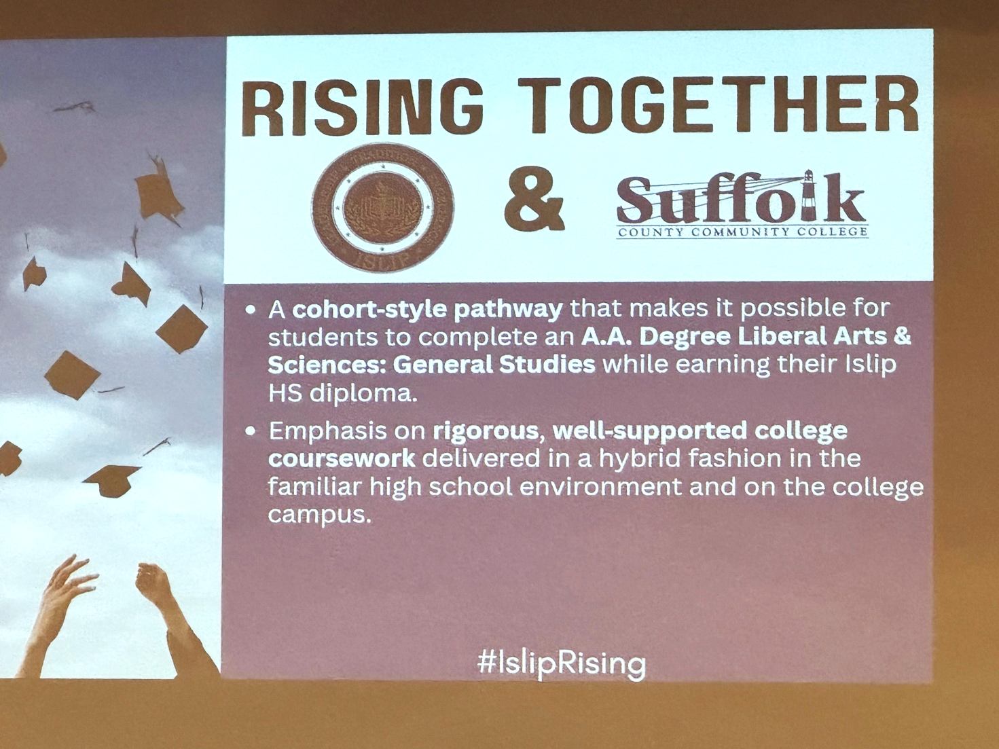 RISING TOGETHER
TRADITION
ISLIP
&
Suffolk
COUNTY COMMUNITY COLLEGE
• A cohort-style pathway that makes it possible for
students to complete an A.A. Degree Liberal Arts &
Sciences: General Studies while earning their Islip
HS diploma.
• Emphasis on rigorous, well-supported college
coursework delivered in a hybrid fashion in the
familiar high school environment and on the college
campus.
#IslipRising